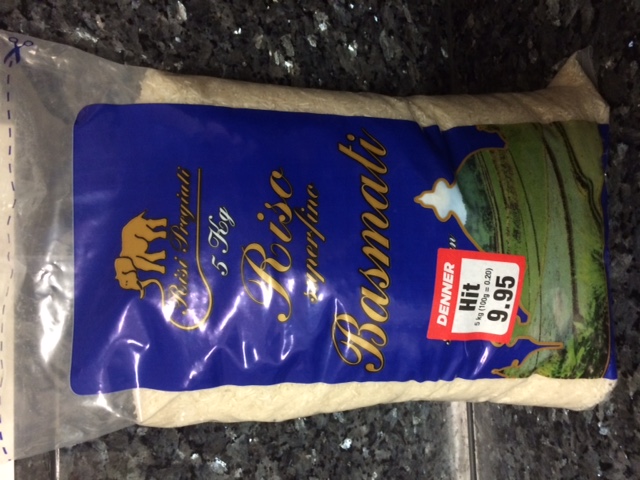 Risi Pregiati
5 Kg
Riso
superfino
Basmati
DENNER
Hit
5 kg (100g = 0.20)
9.95